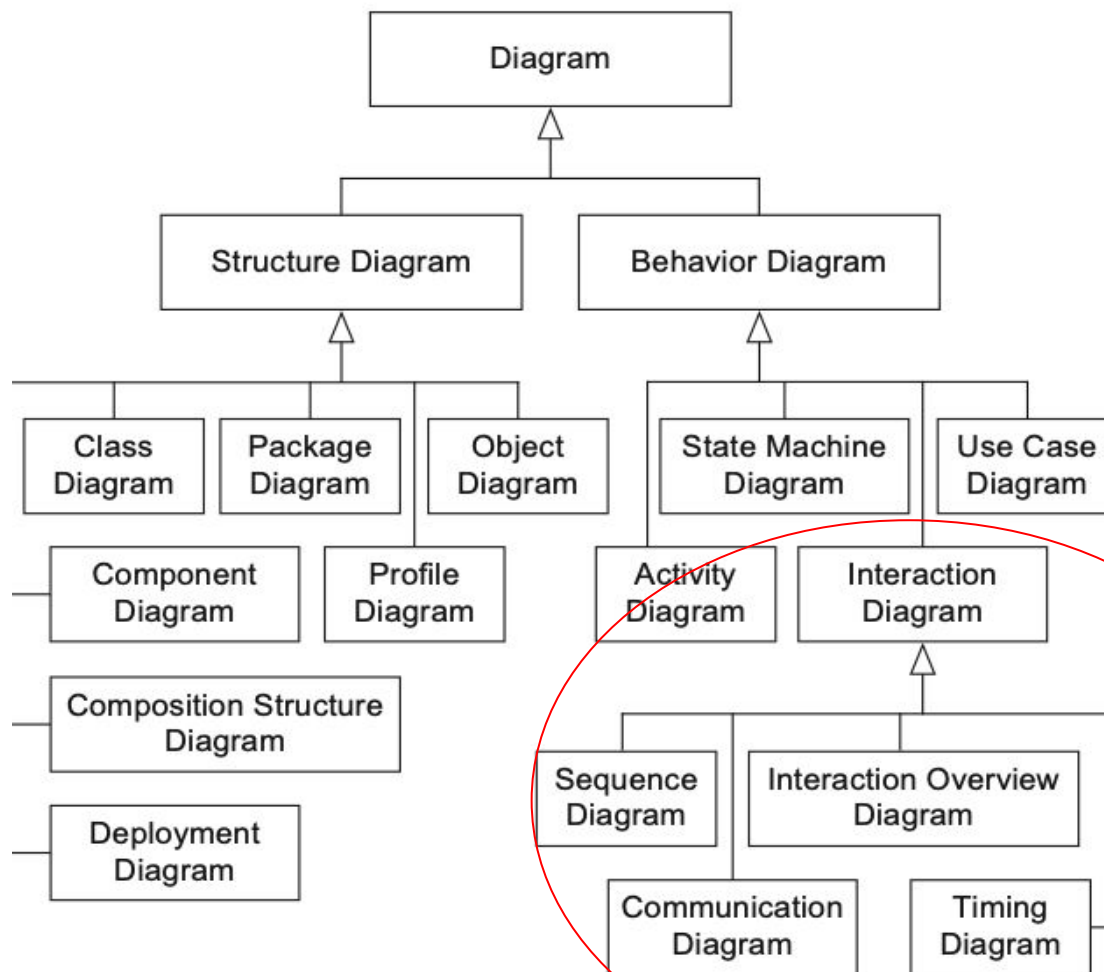 Diagram
Structure Diagram
Behavior Diagram
Class
Diagram
Package
Diagram
Object
Diagram
State Machine
Diagram
Use Case
Diagram
Component
Diagram
Profile
Diagram
Activity
Diagram
Interaction
Diagram
Composition Structure
Diagram
Sequence
Diagram
Interaction Overview
Diagram
Deployment
Diagram
Communication
Diagram
Timing
Diagram